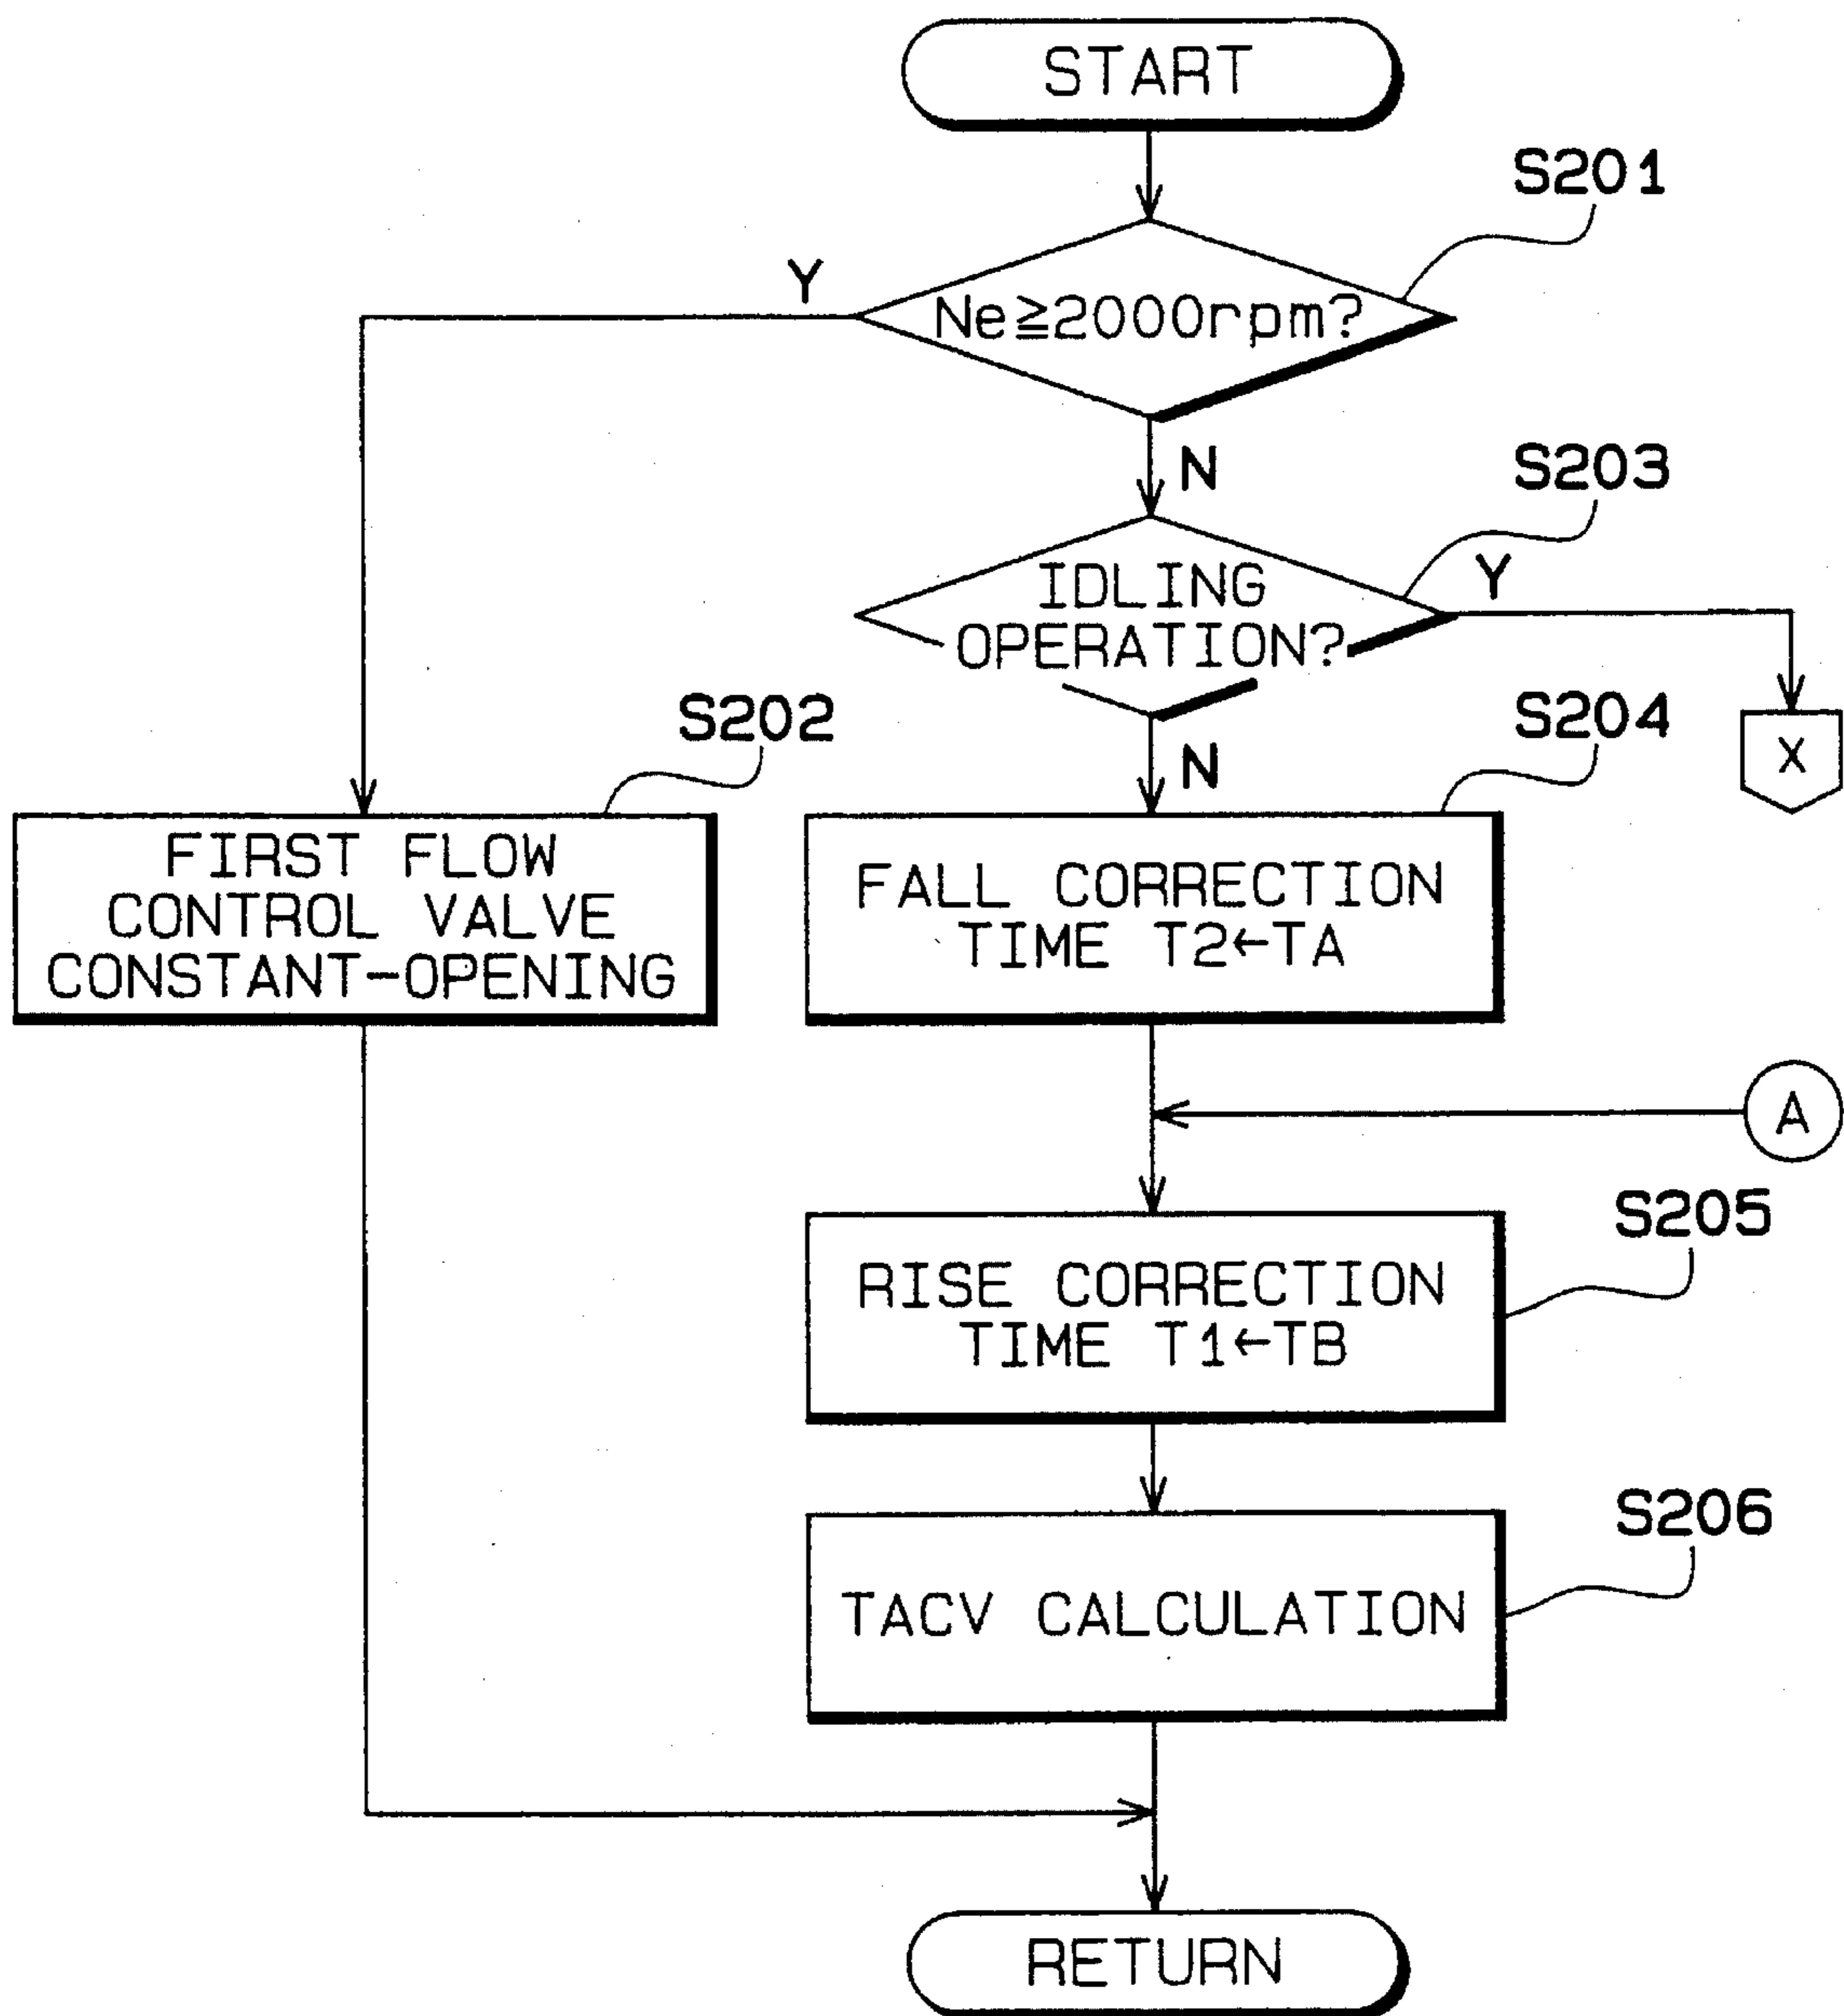 START
S201
Y
Ne≧2000rpm?
N
S203
IDLING
OPERATION?
Y
X
S202
N
S204
FIRST FLOW
CONTROL VALVE
CONSTANT-OPENING
FALL CORRECTION
TIME T2←TA
A
S205
RISE CORRECTION
TIME T1←TB
S206
TACV CALCULATION
RETURN